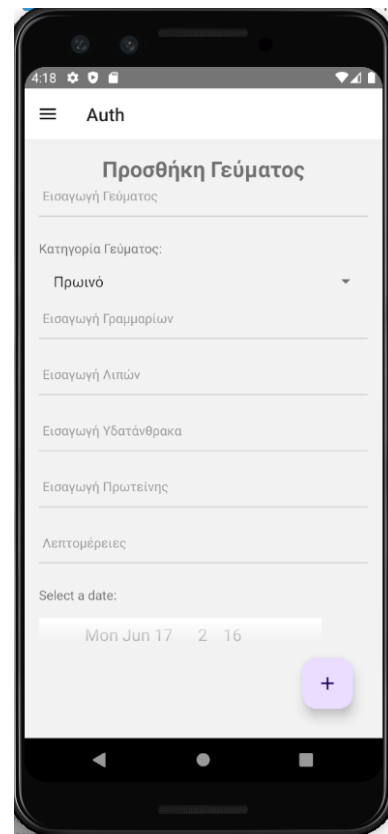 4:18
Auth
Προσθήκη Γεύματος
Εισαγωγή Γεύματος
Κατηγορία Γεύματος:
Πρωινό
Εισαγωγή Γραμμαρίων
Εισαγωγή Λιπών
Εισαγωγή Υδατάνθρακα
Εισαγωγή Πρωτείνης
Λεπτομέρειες
Select a date:
Mon Jun 17 2 16
+